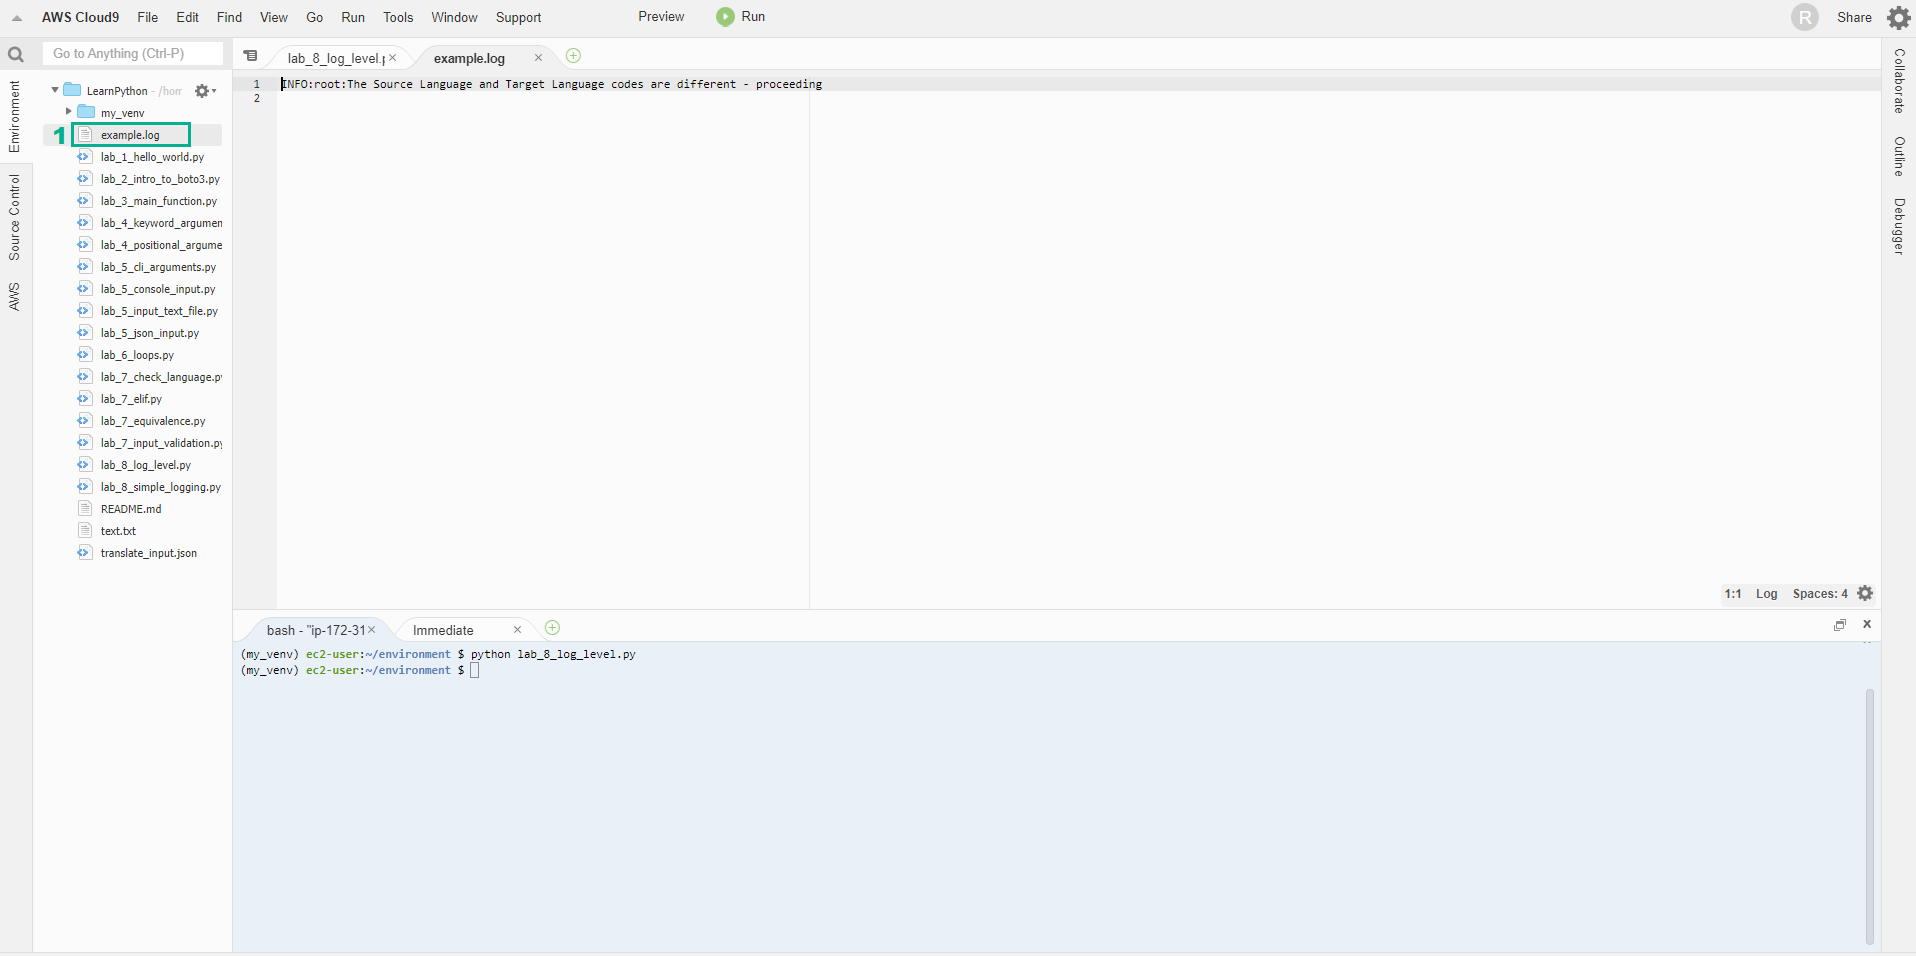 AWS Cloud9 File Edit Find View Go Run Tools Window Support Preview Run R Share
Go to Anything (Ctrl-P)
lab_8_log_level.p
example.log
Environment
Source Control
AWS
LearnPython - /hom
my_venv
1 example.log
lab_1_hello_world.py
lab_2_intro_to_boto3.py
lab_3_main_function.py
lab_4_keyword_argumen
lab_4_positional_argume
lab_5_cli_arguments.py
lab_5_console_input.py
lab_5_input_text_file.py
lab_5_json_input.py
lab_6_loops.py
lab_7_check_language.py
lab_7_elif.py
lab_7_equivalence.py
lab_7_input_validation.py
lab_8_log_level.py
lab_8_simple_logging.py
README.md
text.txt
translate_input.json
1 INFO:root:The Source Language and Target Language codes are different - proceeding
2
1:1 Log Spaces: 4
Collaborate
Outline
Debugger
bash - "ip-172-31
Immediate
(my_venv) ec2-user:~/environment $ python lab_8_log_level.py
(my_venv) ec2-user:~/environment $